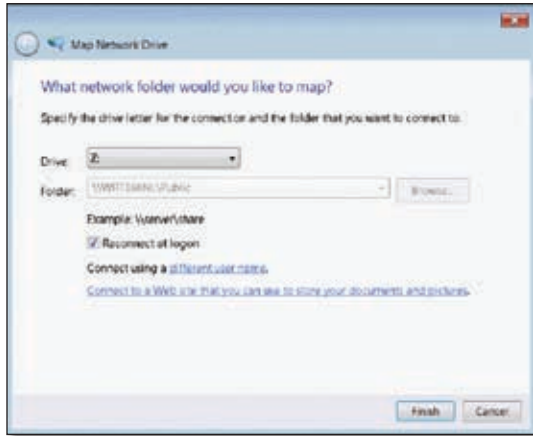 Map Network Drive
What network folder would you like to map?
Specify the drive letter for the connection and the folder that you want to connect to:
Drive: Z:
Folder: \Public Browse...
Example: \\server\share
Reconnect at logon
Connect using a different user name.
Connect to a Web site that you can use to store your documents and pictures.
Finish Cancel